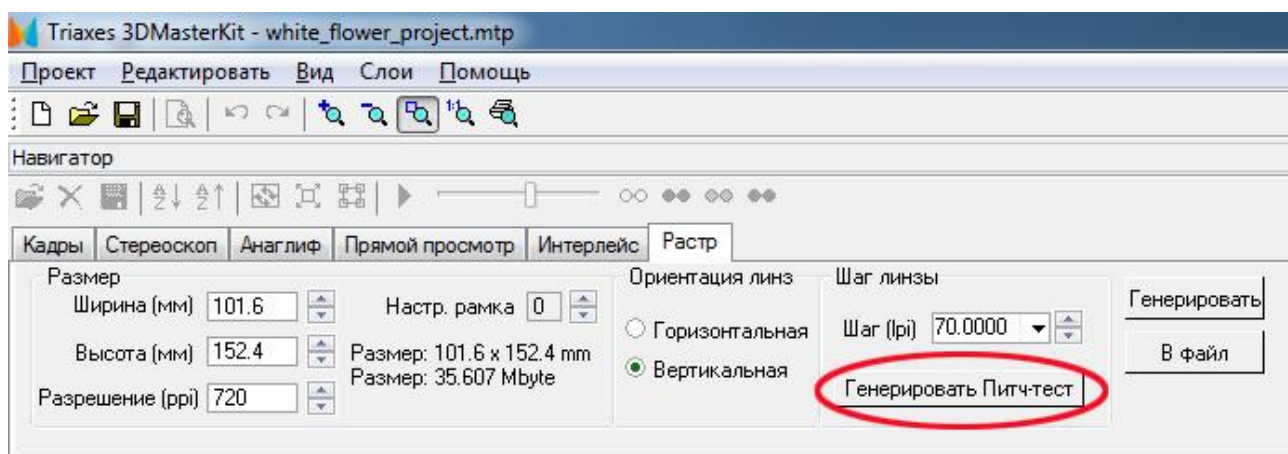 Triaxes 3DMasterKit - white_flower_project.mtp
Проект Редактировать Вид Слои Помощь
1:1
Навигатор
Кадры Стереоскоп Анаглиф Прямой просмотр Интерлейс Растр
Размер
Ширина (мм) 101.6
Высота (мм) 152.4
Разрешение (ppi) 720
Настр. рамка 0
Размер: 101.6 x 152.4 mm
Размер: 35.607 Mbyte
Ориентация линз
Горизонтальная
Вертикальная
Шаг линзы
Шаг (lpi) 70.0000
Генерировать Питч-тест
Генерировать
В файл